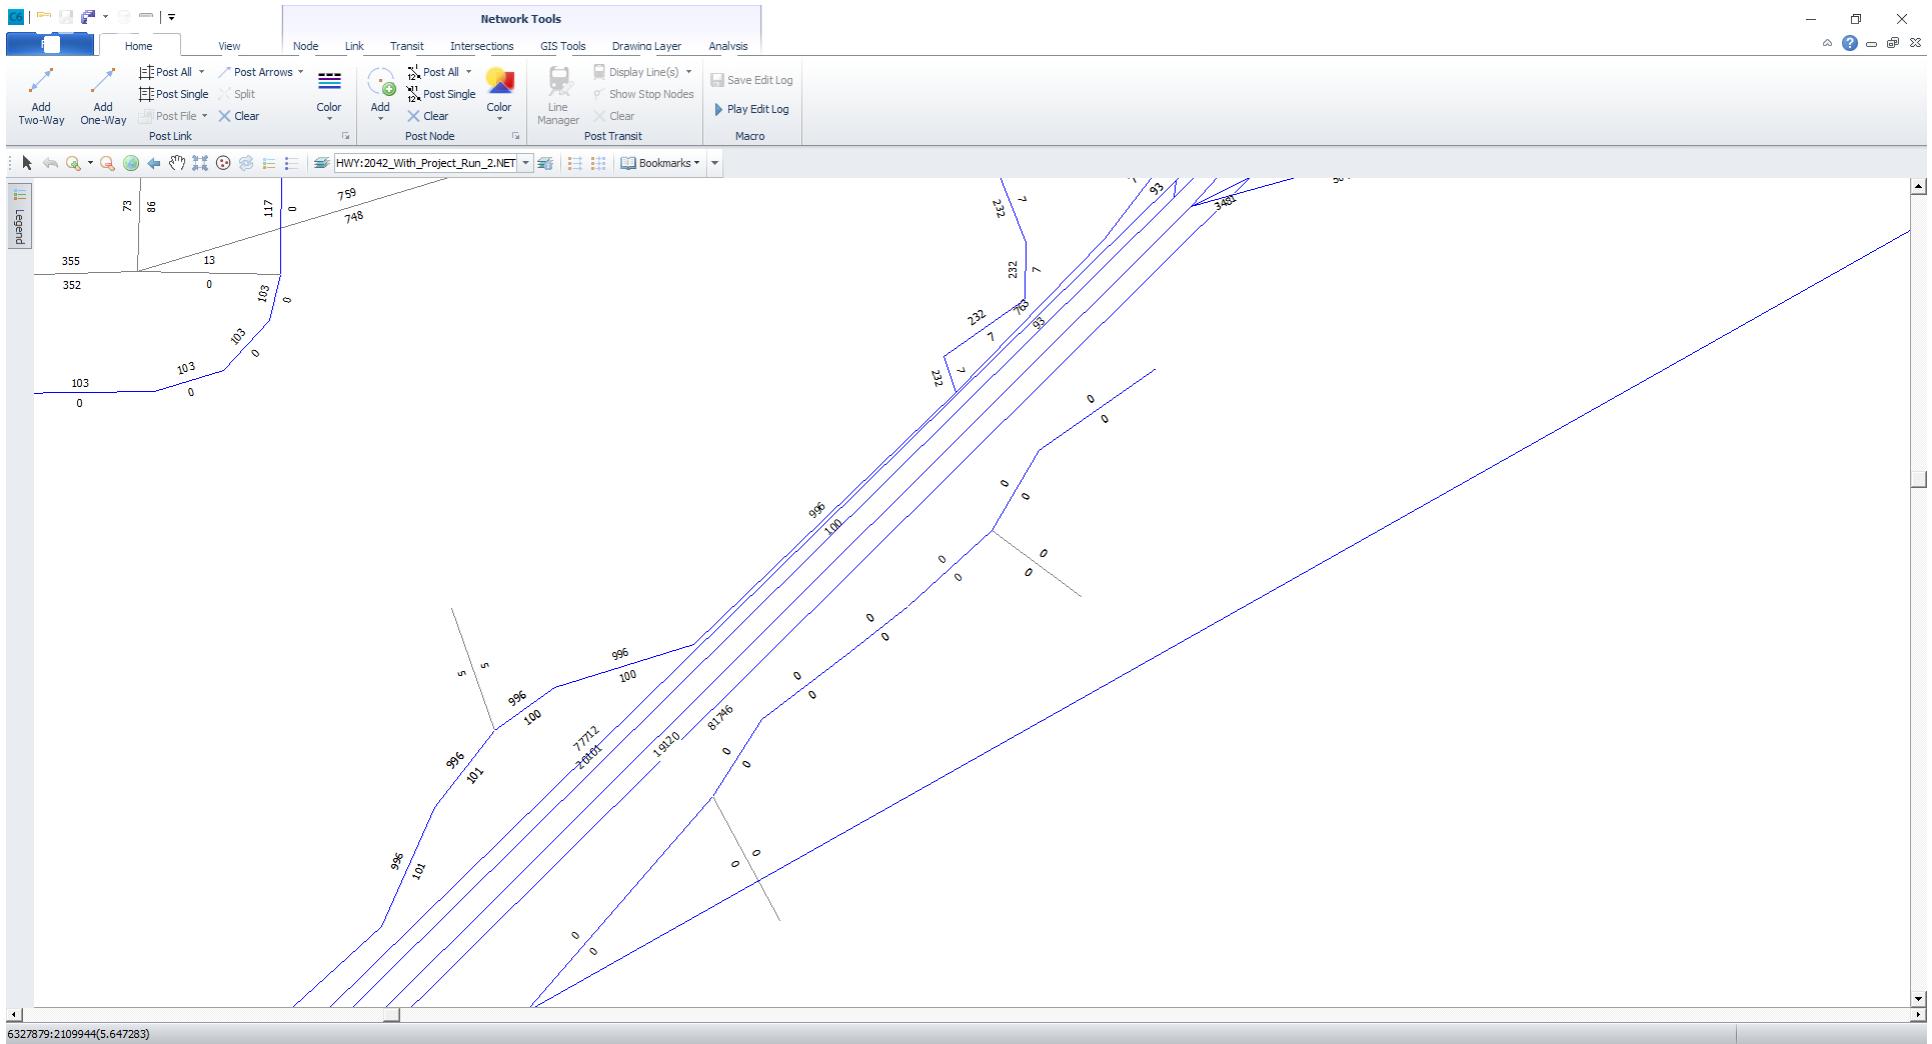 C6
Network Tools
Home View Node Link Transit Intersections GIS Tools Drawing Layer Analysis
Add Two-Way
Add One-Way
Post All
Post Single
Post File
Post Arrows
Split
Clear
Color
Post Link
Add
Post All
Post Single
Clear
Color
Post Node
Line Manager
Display Line(s)
Show Stop Nodes
Clear
Post Transit
Save Edit Log
Play Edit Log
Macro
HWY:2042_With_Project_Run_2.NET
Bookmarks
Legend
73
86
117
0
759
748
355
352
13
0
103
0
103
0
103
0
103
0
232
7
232
7
232
7
232
7
763
93
93
3481
996
100
0
0
0
0
0
0
0
0
0
0
0
0
0
0
5
5
996
100
996
100
996
101
996
101
77712
20101
19120
81746
0
0
0
0
0
0
6327879:2109944(5.647283)